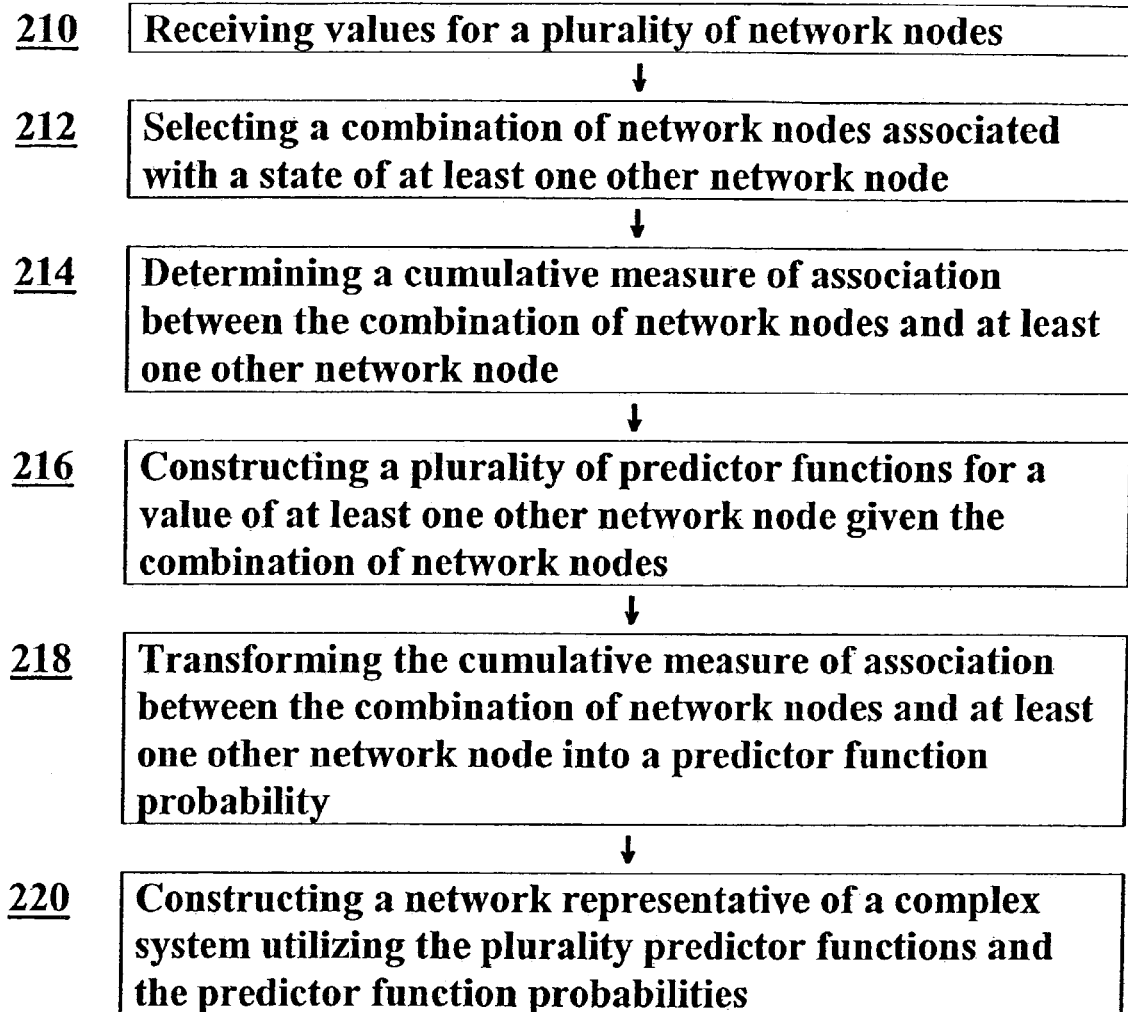 210 Receiving values for a plurality of network nodes
212 Selecting a combination of network nodes associated
with a state of at least one other network node
214 Determining a cumulative measure of association
between the combination of network nodes and at least
one other network node
216 Constructing a plurality of predictor functions for a
value of at least one other network node given the
combination of network nodes
218 Transforming the cumulative measure of association
between the combination of network nodes and at least
one other network node into a predictor function
probability
220 Constructing a network representative of a complex
system utilizing the plurality predictor functions and
the predictor function probabilities